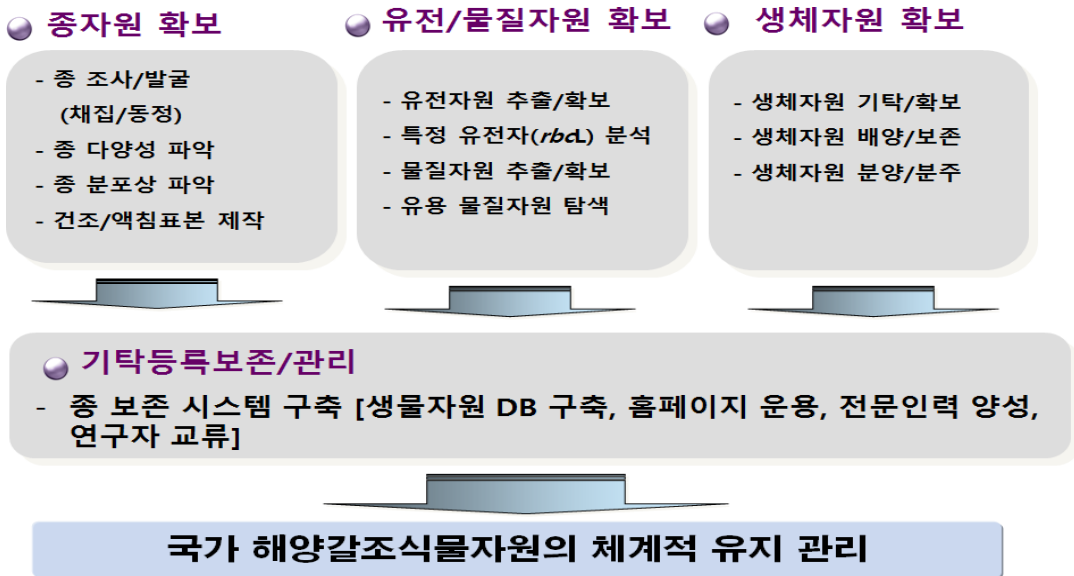 종자원 확보
- 종 조사/발굴
(채집/동정)
- 종 다양성 파악
- 종 분포상 파악
- 건조/액침표본 제작
유전/물질자원 확보
- 유전자원 추출/확보
- 특정 유전자(rbcL) 분석
- 물질자원 추출/확보
- 유용 물질자원 탐색
생체자원 확보
- 생체자원 기탁/확보
- 생체자원 배양/보존
- 생체자원 분양/분주
기탁등록보존/관리
- 종 보존 시스템 구축 [생물자원 DB 구축, 홈페이지 운용, 전문인력 양성,
연구자 교류]
국가 해양갈조식물자원의 체계적 유지 관리